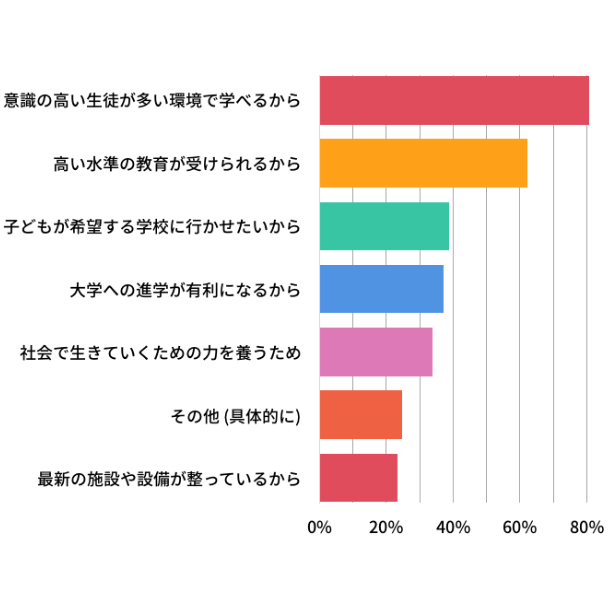 意識の高い生徒が多い環境で学べるから
高い水準の教育が受けられるから
子どもが希望する学校に行かせたいから
大学への進学が有利になるから
社会で生きていくための力を養うため
その他 (具体的に)
最新の施設や設備が整っているから
0% 20% 40% 60% 80%